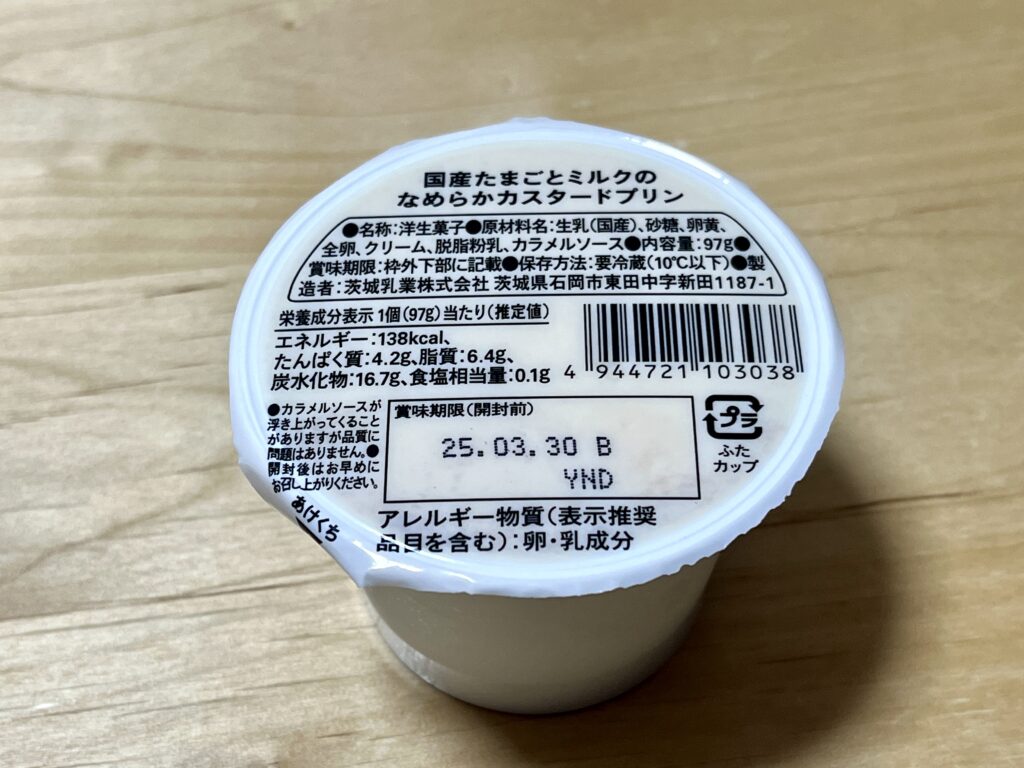 国産たまごとミルクの
なめらかカスタードプリン
●名称:洋生菓子●原材料名:生乳(国産)、砂糖、卵黄、
全卵、クリーム、脱脂粉乳、カラメルソース●内容量:97g●
賞味期限:枠外下部に記載●保存方法:要冷蔵(10℃以下)●製
造者:茨城乳業株式会社 茨城県石岡市東田中字新田1187-1
栄養成分表示 1個(97g)当たり(推定値)
エネルギー:138kcal、
たんぱく質:4.2g、脂質:6.4g、
炭水化物:16.7g、食塩相当量:0.1g
4 944721 103038
●カラメルソースが
浮き上がってくること
がありますが品質に
問題はありません。●
開封後はお早めに
お召し上がりください。
賞味期限(開封前)
25.03.30 B
YND
プラ
ふた
カップ
あけくち
アレルギー物質(表示推奨
品目を含む):卵・乳成分